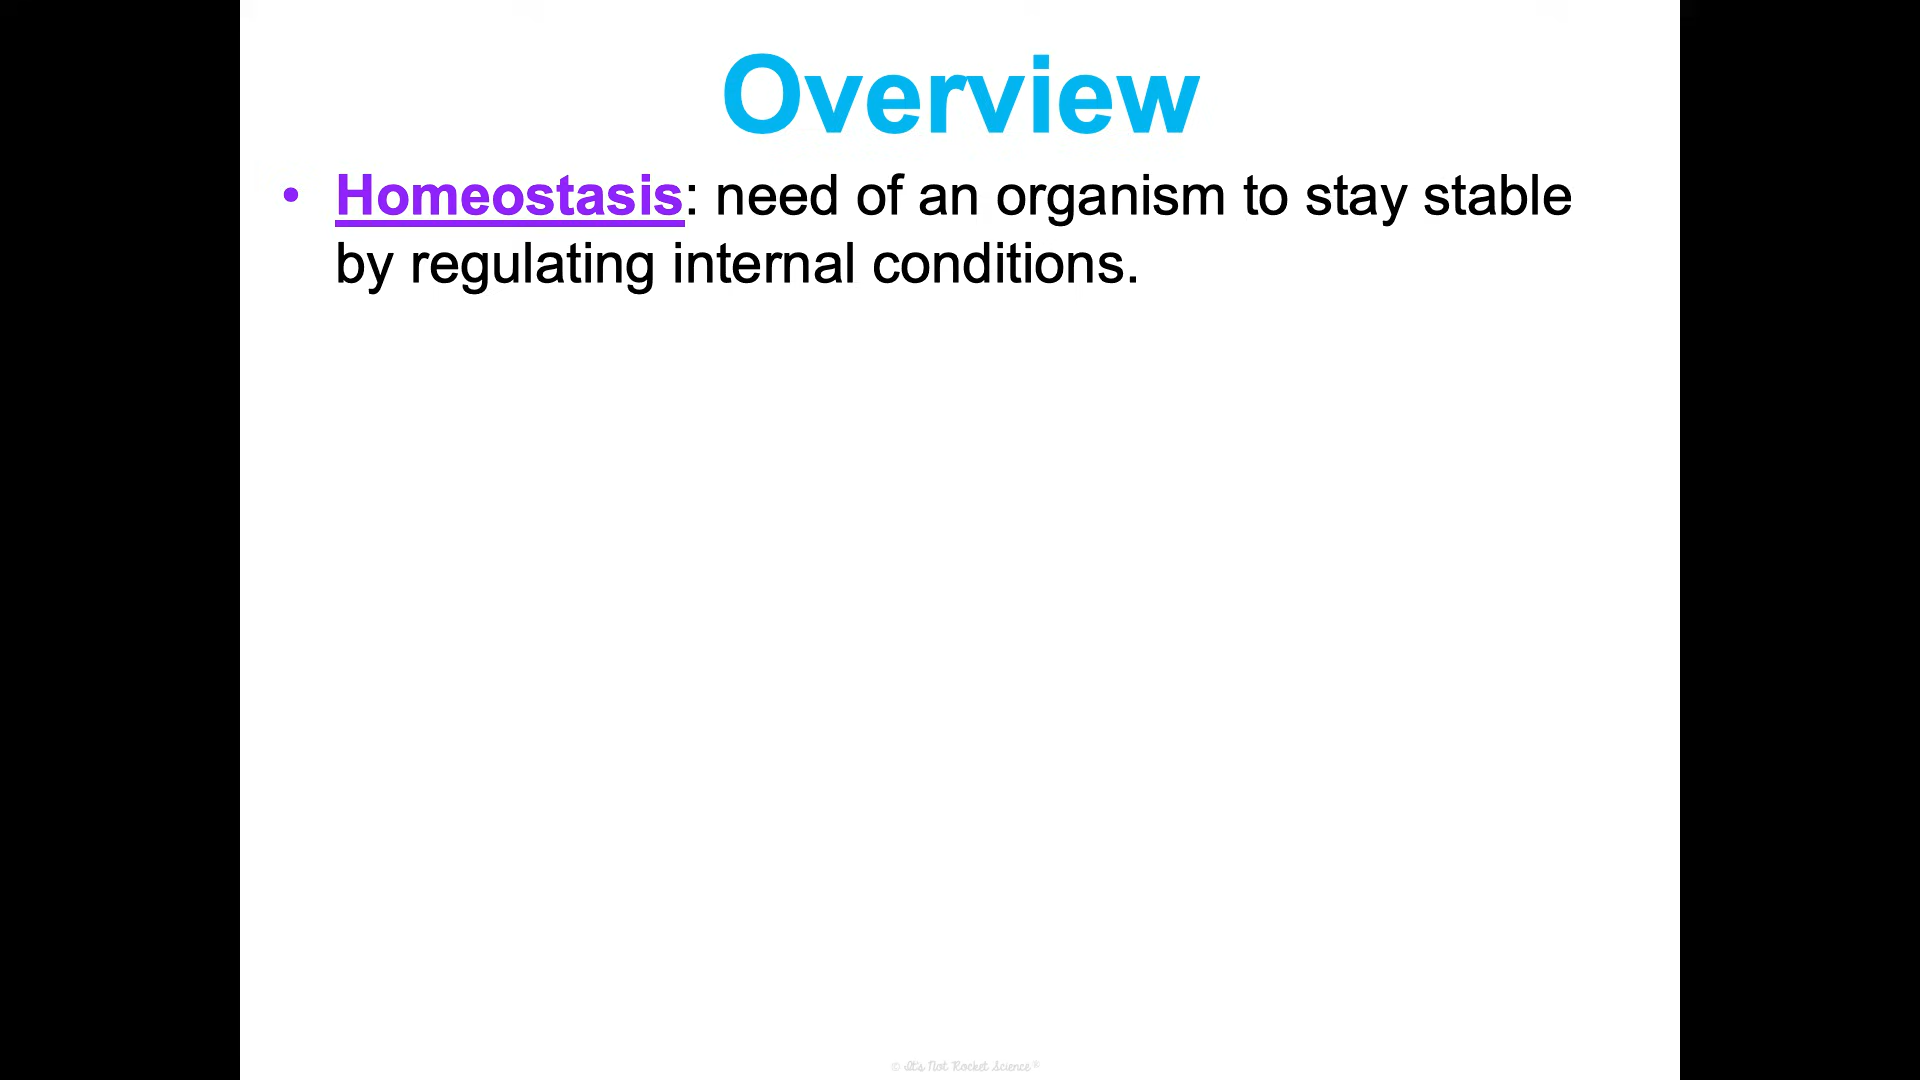 Overview
• Homeostasis: need of an organism to stay stable
by regulating internal conditions.
© It's Not Rocket Science®